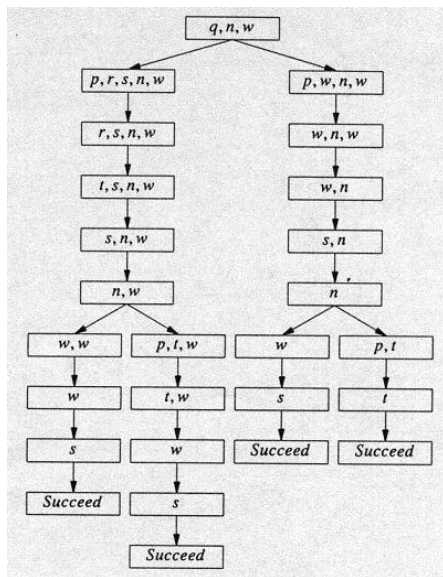 q, n, w
p, r, s, n, w
p, w, n, w
r, s, n, w
w, n, w
t, s, n, w
w, n
s, n, w
s, n
n, w
n
w, w
p, t, w
w
p, t
w
t, w
s
t
s
w
Succeed
Succeed
Succeed
s
Succeed